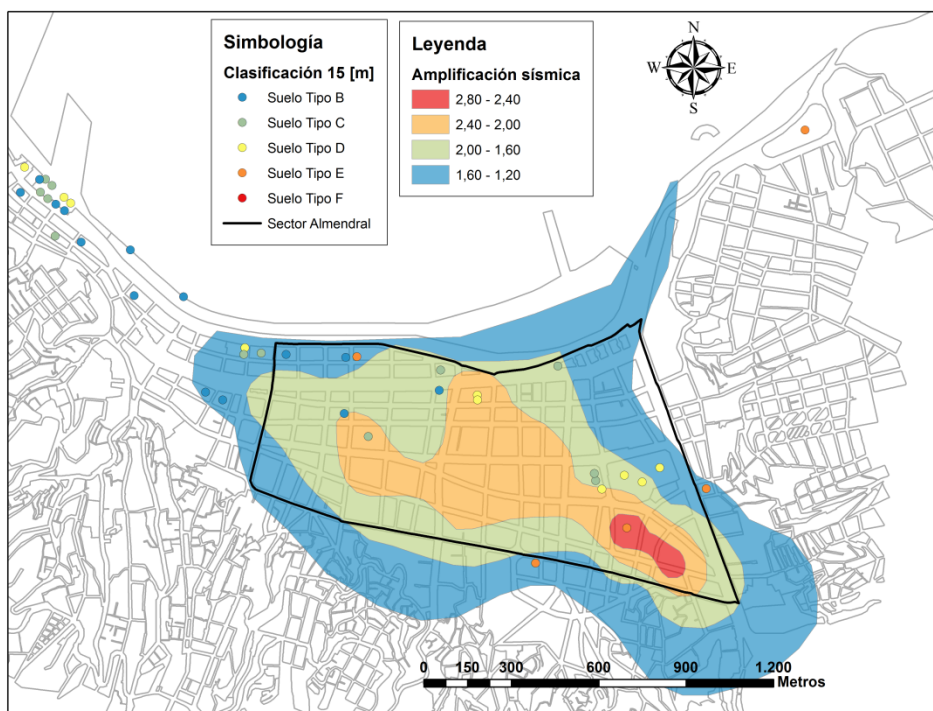 Simbología
Clasificación 15 [m]
Suelo Tipo B
Suelo Tipo C
Suelo Tipo D
Suelo Tipo E
Suelo Tipo F
Sector Almendral
Leyenda
Amplificación sísmica
2,80 - 2,40
2,40 - 2,00
2,00 - 1,60
1,60 - 1,20
N
W E
S
0 150 300 600 900 1.200
Metros